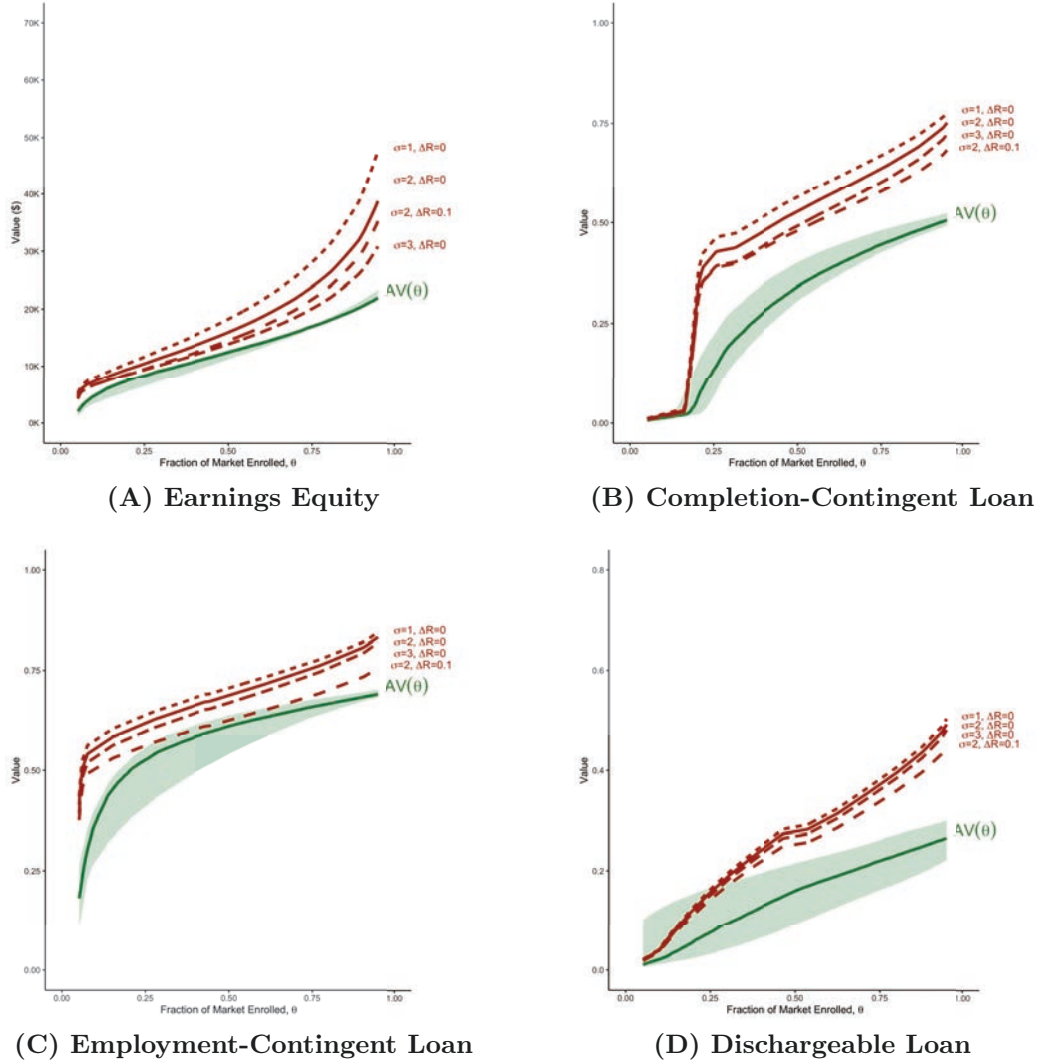 70K
60K
50K
40K
30K
20K
10K
0K
Value ($)
σ=1, ΔR=0
σ=2, ΔR=0
σ=2, ΔR=0.1
σ=3, ΔR=0
AV(θ)
0.00 0.25 0.50 0.75 1.00
Fraction of Market Enrolled, θ
(A) Earnings Equity
1.00
0.75
0.50
0.25
0.00
Value
σ=1, ΔR=0
σ=2, ΔR=0
σ=3, ΔR=0
σ=2, ΔR=0.1
AV(θ)
0.00 0.25 0.50 0.75 1.00
Fraction of Market Enrolled, θ
(B) Completion-Contingent Loan
1.00
0.75
0.50
0.25
0.00
Value
σ=1, ΔR=0
σ=2, ΔR=0
σ=3, ΔR=0
σ=2, ΔR=0.1
AV(θ)
0.00 0.25 0.50 0.75 1.00
Fraction of Market Enrolled, θ
(C) Employment-Contingent Loan
0.8
0.6
0.4
0.2
0.0
Value
σ=1, ΔR=0
σ=2, ΔR=0
σ=3, ΔR=0
σ=2, ΔR=0.1
AV(θ)
0.00 0.25 0.50 0.75 1.00
Fraction of Market Enrolled, θ
(D) Dischargeable Loan